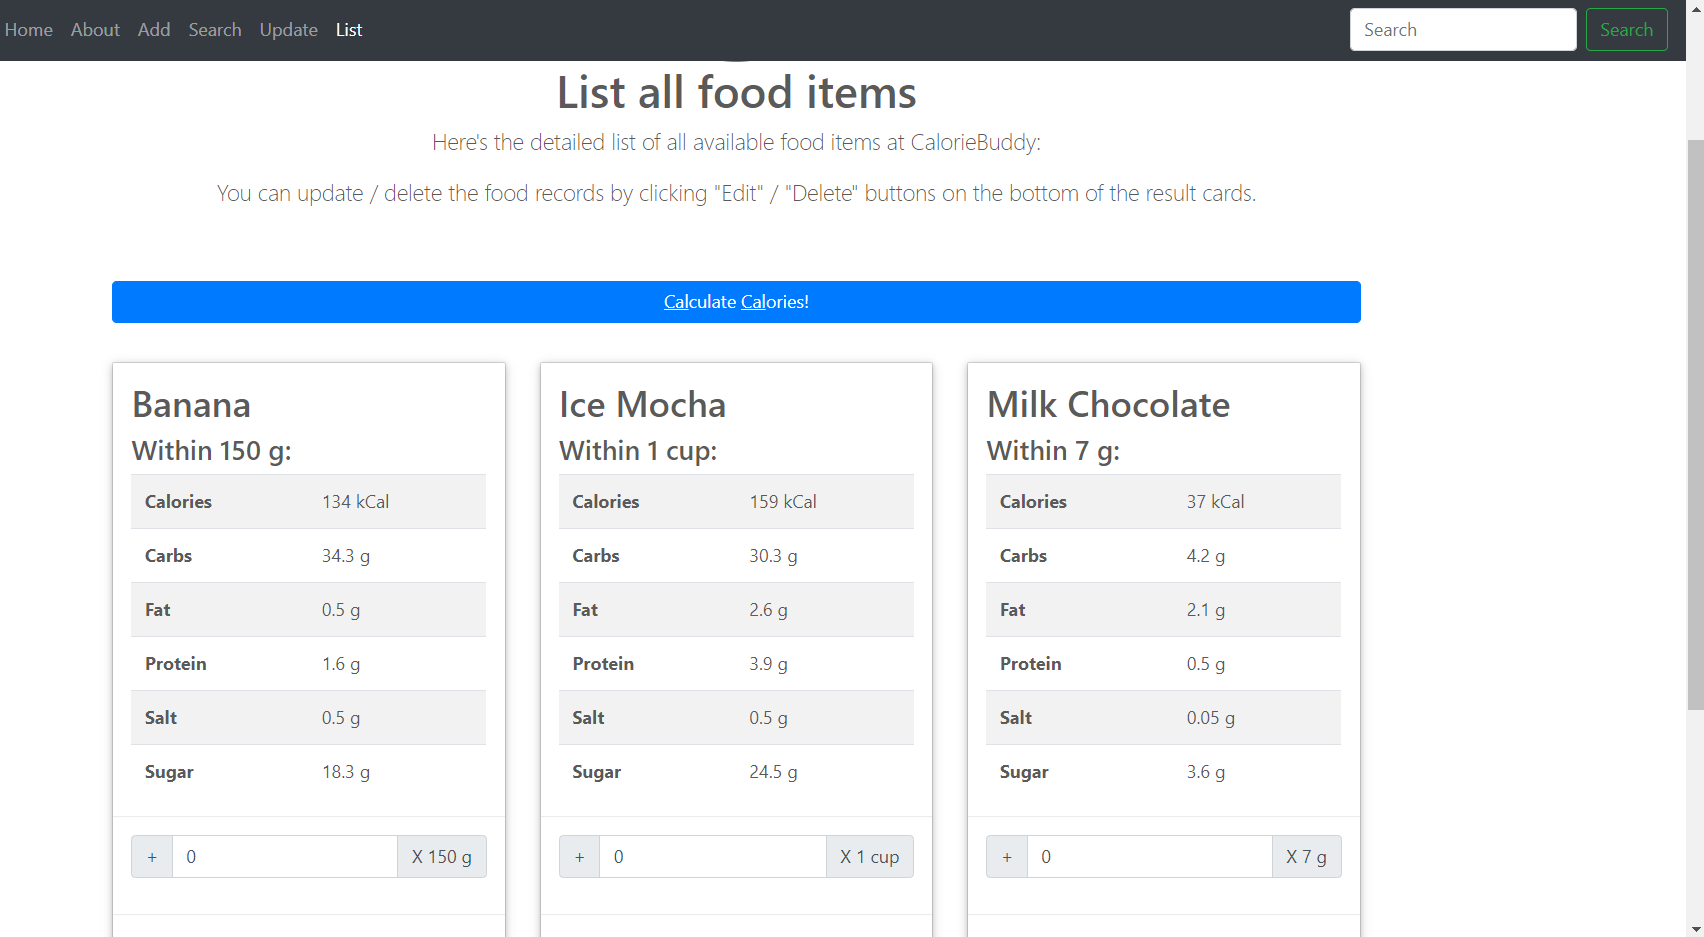 Home About Add Search Update List Search Search
List all food items
Here's the detailed list of all available food items at CalorieBuddy:
You can update / delete the food records by clicking "Edit" / "Delete" buttons on the bottom of the result cards.
Calculate Calories!
Banana
Within 150 g:
Calories 134 kCal
Carbs 34.3 g
Fat 0.5 g
Protein 1.6 g
Salt 0.5 g
Sugar 18.3 g
+ 0 X 150 g
Ice Mocha
Within 1 cup:
Calories 159 kCal
Carbs 30.3 g
Fat 2.6 g
Protein 3.9 g
Salt 0.5 g
Sugar 24.5 g
+ 0 X 1 cup
Milk Chocolate
Within 7 g:
Calories 37 kCal
Carbs 4.2 g
Fat 2.1 g
Protein 0.5 g
Salt 0.05 g
Sugar 3.6 g
+ 0 X 7 g